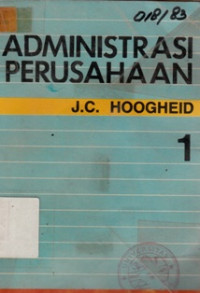 018/83
ADMINISTRASI
PERUSAHAAN
J.C. HOOGHEID
1